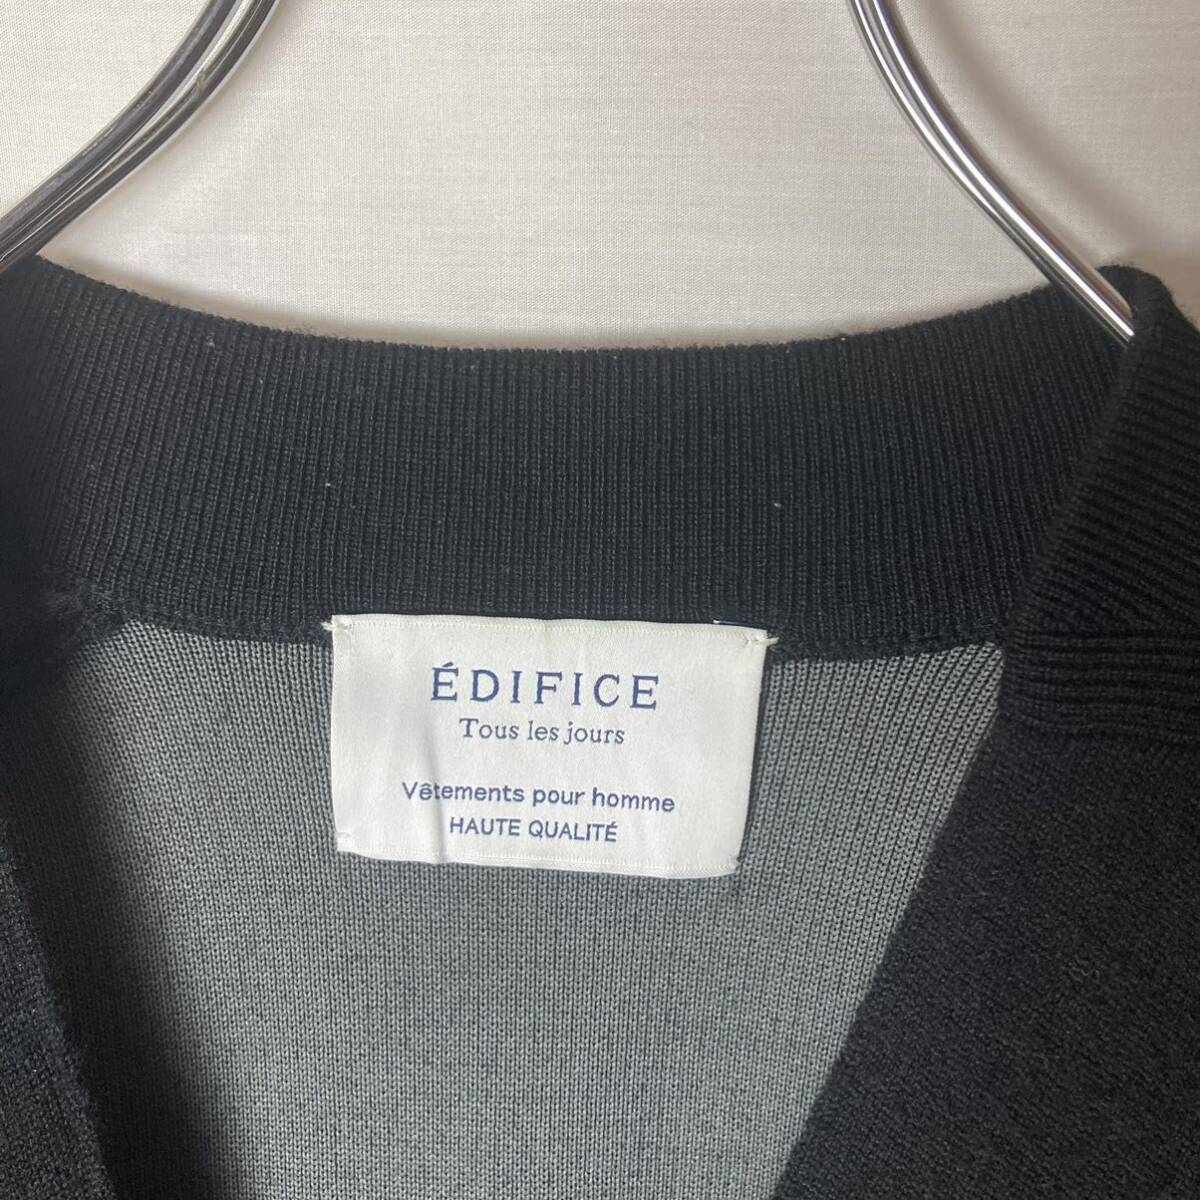 ÉDIFICE
Tous les jours
Vêtements pour homme
HAUTE QUALITÉ